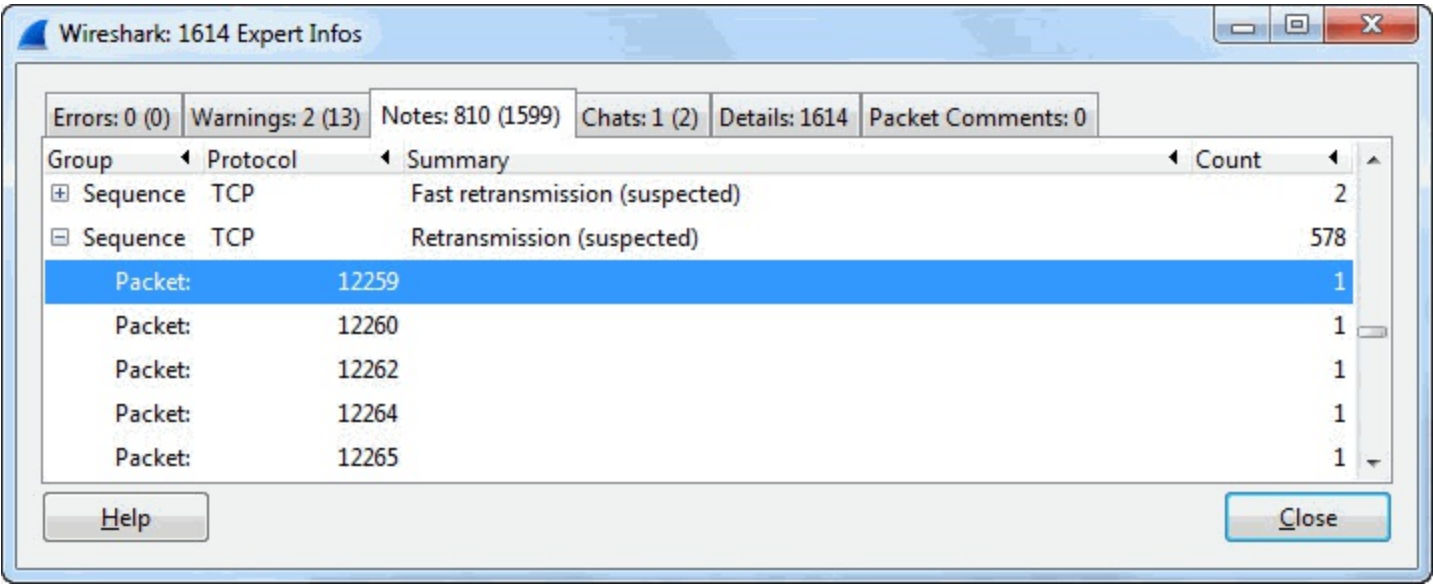 Wireshark: 1614 Expert Infos
Errors: 0 (0) Warnings: 2 (13) Notes: 810 (1599) Chats: 1 (2) Details: 1614 Packet Comments: 0
Group Protocol Summary Count
Sequence TCP Fast retransmission (suspected) 2
Sequence TCP Retransmission (suspected) 578
Packet: 12259 1
Packet: 12260 1
Packet: 12262 1
Packet: 12264 1
Packet: 12265 1
Help Close